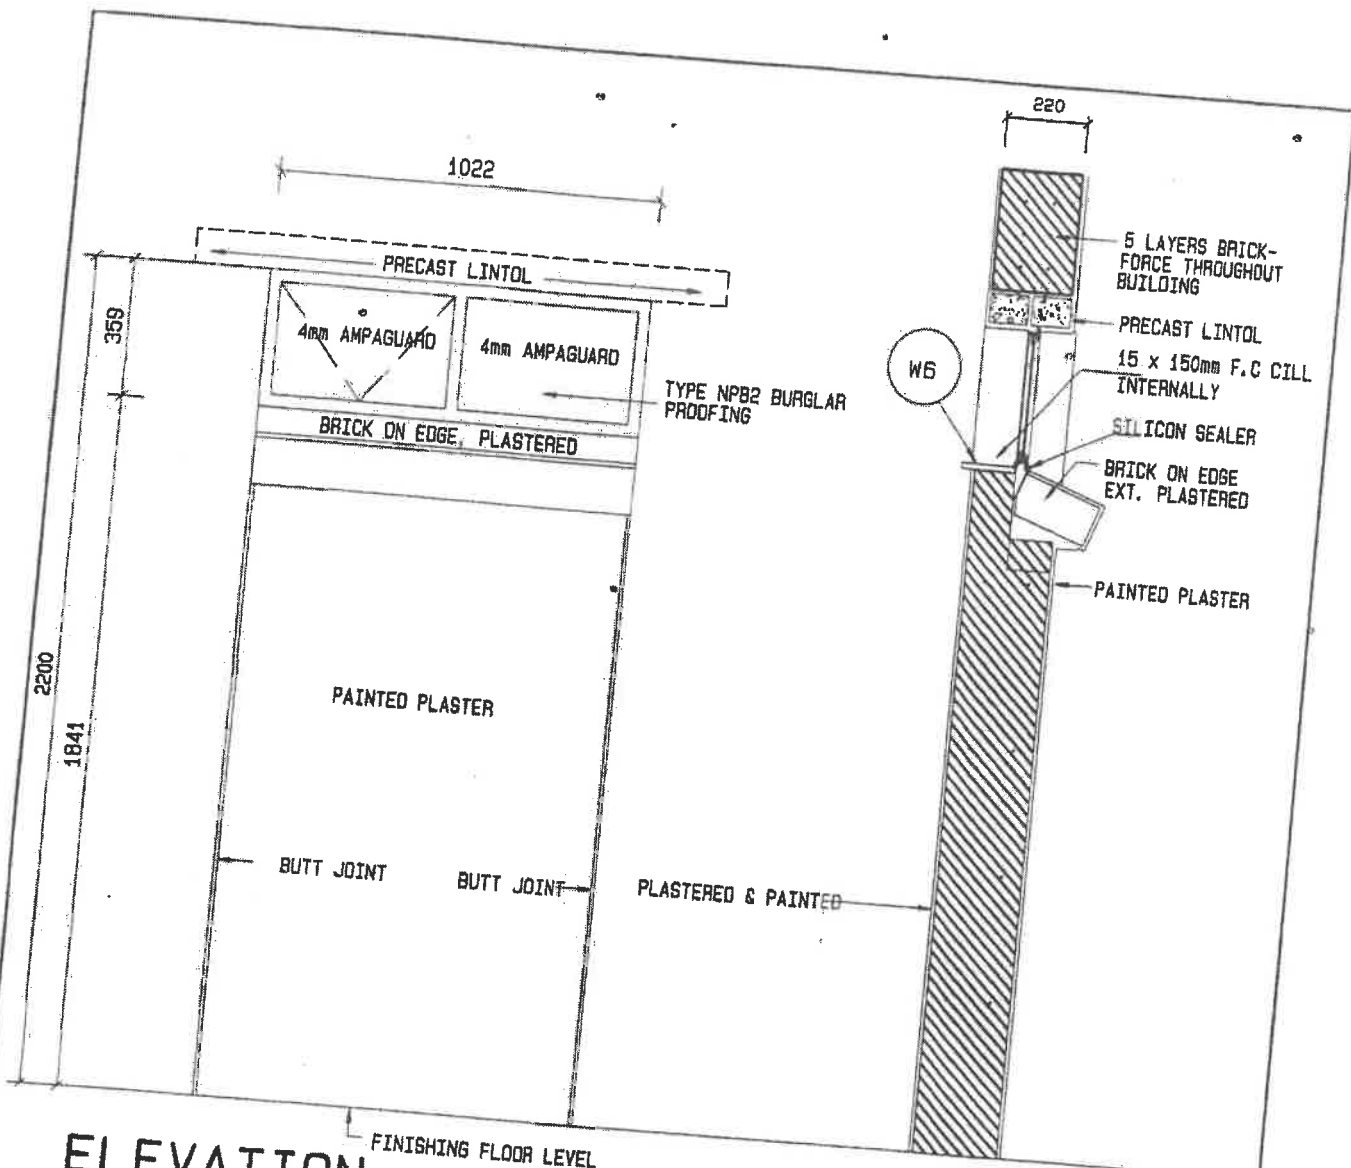 220
1022
5 LAYERS BRICK-
FORCE THROUGHOUT
BUILDING
PRECAST LINTOL
PRECAST LINTOL
359
4mm AMPAGUARD
4mm AMPAGUARD
W6
15 x 150mm F.C CILL
INTERNALLY
TYPE NPB2 BURGLAR
PROOFING
BRICK ON EDGE, PLASTERED
SILICON SEALER
BRICK ON EDGE
EXT. PLASTERED
PAINTED PLASTER
2200
1841
PAINTED PLASTER
BUTT JOINT
BUTT JOINT
PLASTERED & PAINTED
FINISHING FLOOR LEVEL
ELEVATION